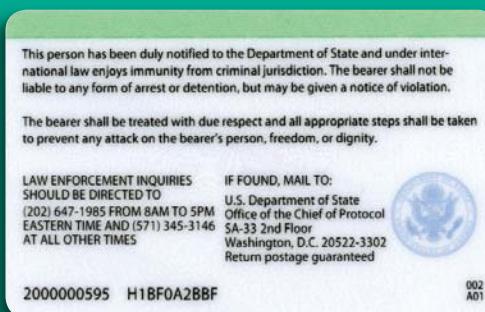 This person has been duly notified to the Department of State and under inter-
national law enjoys immunity from criminal jurisdiction. The bearer shall not be
liable to any form of arrest or detention, but may be given a notice of violation.
The bearer shall be treated with due respect and all appropriate steps shall be taken
to prevent any attack on the bearer's person, freedom, or dignity.
LAW ENFORCEMENT INQUIRIES
SHOULD BE DIRECTED TO
(202) 647-1985 FROM 8AM TO 5PM
EASTERN TIME AND (571) 345-3146
AT ALL OTHER TIMES
IF FOUND, MAIL TO:
U.S. Department of State
Office of the Chief of Protocol
SA-33 2nd Floor
Washington, D.C. 20522-3302
Return postage guaranteed
2000000595 H1BF0A2BBF
002
A01